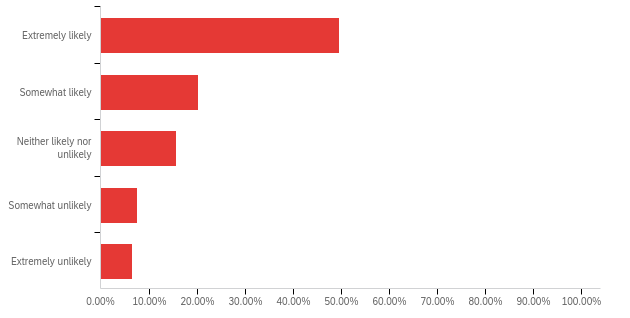 Extremely likely
Somewhat likely
Neither likely nor
unlikely
Somewhat unlikely
Extremely unlikely
0.00% 10.00% 20.00% 30.00% 40.00% 50.00% 60.00% 70.00% 80.00% 90.00% 100.00%